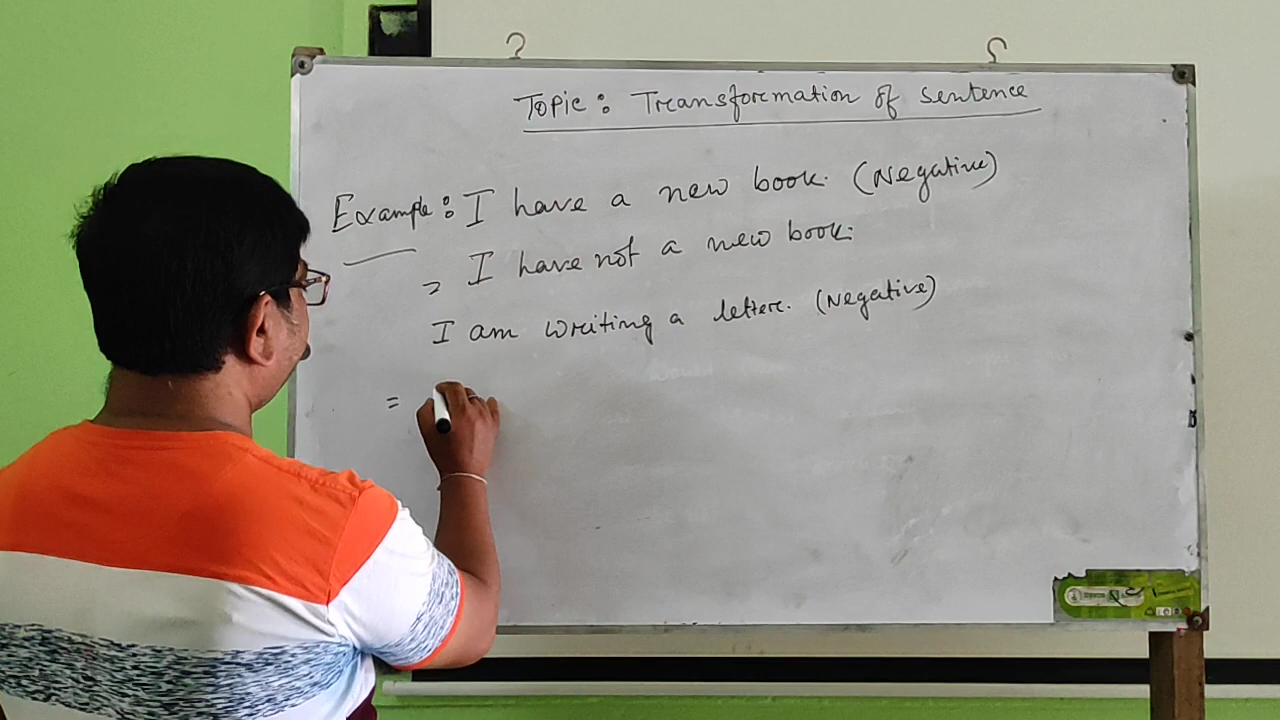 Topic: Transformation of sentence
Example: I have a new book. (Negative)
= I have not a new book.
I am writing a letter. (Negative)
=